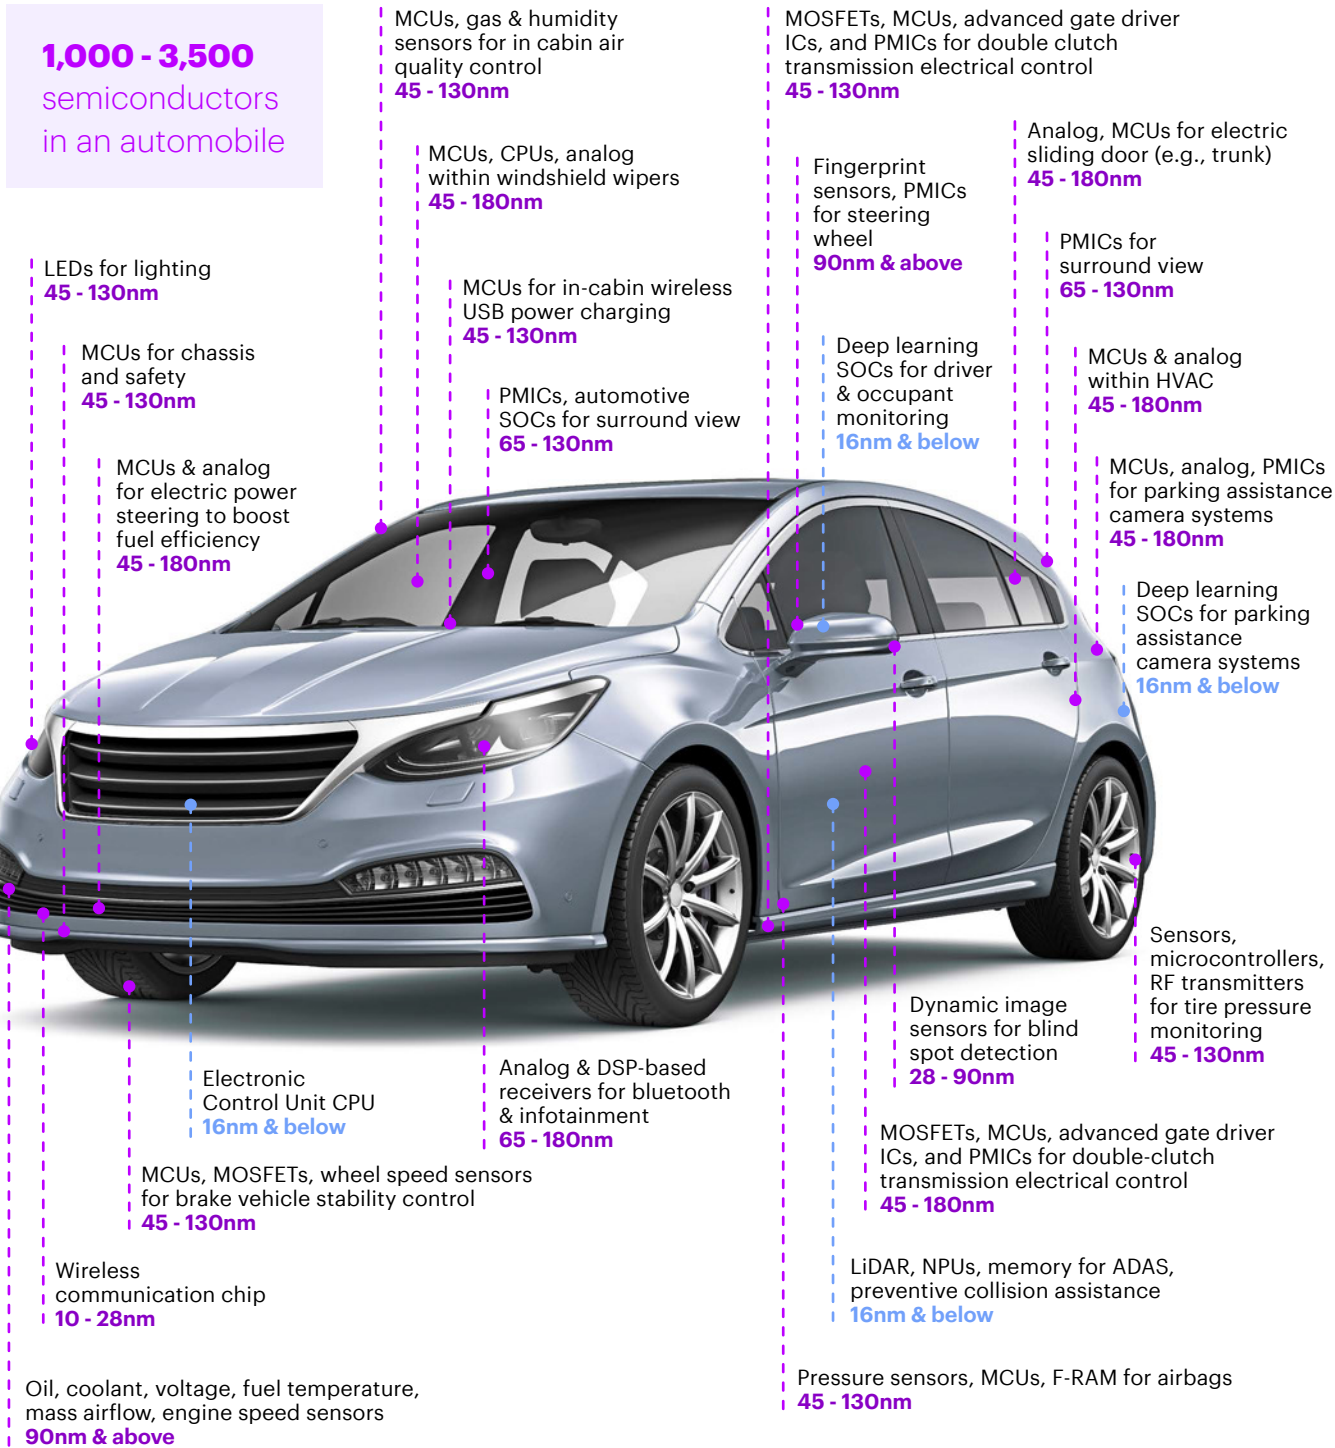 1,000 - 3,500
semiconductors
in an automobile
MCUs, gas & humidity
sensors for in cabin air
quality control
45 - 130nm
MOSFETs, MCUs, advanced gate driver
ICs, and PMICs for double clutch
transmission electrical control
45 - 130nm
MCUs, CPUs, analog
within windshield wipers
45 - 180nm
Fingerprint
sensors, PMICs
for steering
wheel
90nm & above
Analog, MCUs for electric
sliding door (e.g., trunk)
45 - 180nm
PMICs for
surround view
65 - 130nm
LEDs for lighting
45 - 130nm
MCUs for in-cabin wireless
USB power charging
45 - 130nm
MCUs for chassis
and safety
45 - 130nm
PMICs, automotive
SOCs for surround view
65 - 130nm
Deep learning
SOCs for driver
& occupant
monitoring
16nm & below
MCUs & analog
within HVAC
45 - 180nm
MCUs & analog
for electric power
steering to boost
fuel efficiency
45 - 180nm
MCUs, analog, PMICs
for parking assistance
camera systems
45 - 180nm
Deep learning
SOCs for parking
assistance
camera systems
16nm & below
Sensors,
microcontrollers,
RF transmitters
for tire pressure
monitoring
45 - 130nm
Dynamic image
sensors for blind
spot detection
28 - 90nm
Electronic
Control Unit CPU
16nm & below
Analog & DSP-based
receivers for bluetooth
& infotainment
65 - 180nm
MOSFETs, MCUs, advanced gate driver
ICs, and PMICs for double-clutch
transmission electrical control
45 - 180nm
MCUs, MOSFETs, wheel speed sensors
for brake vehicle stability control
45 - 130nm
Wireless
communication chip
10 - 28nm
LiDAR, NPUs, memory for ADAS,
preventive collision assistance
16nm & below
Oil, coolant, voltage, fuel temperature,
mass airflow, engine speed sensors
90nm & above
Pressure sensors, MCUs, F-RAM for airbags
45 - 130nm